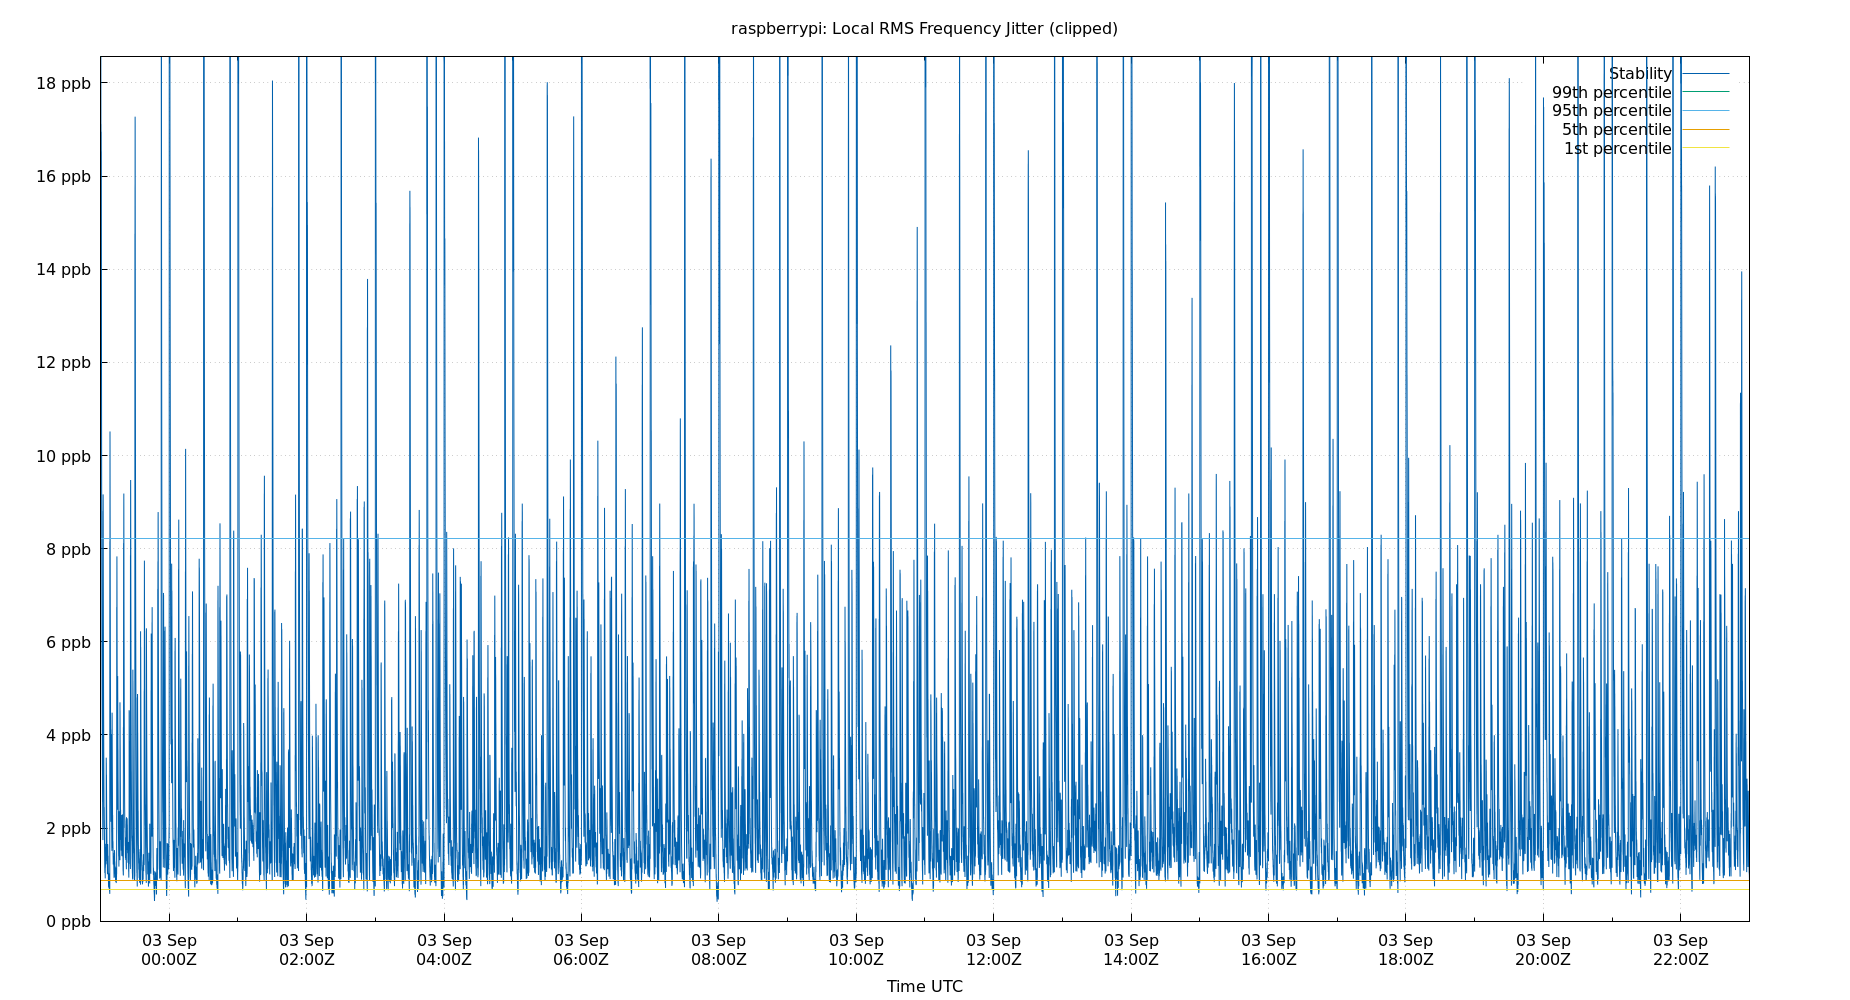 raspberrypi: Local RMS Frequency Jitter (clipped)
18 ppb
16 ppb
14 ppb
12 ppb
10 ppb
8 ppb
6 ppb
4 ppb
2 ppb
0 ppb
Stability
99th percentile
95th percentile
5th percentile
1st percentile
03 Sep 03 Sep 03 Sep 03 Sep 03 Sep 03 Sep 03 Sep 03 Sep 03 Sep 03 Sep 03 Sep 03 Sep
00:00Z 02:00Z 04:00Z 06:00Z 08:00Z 10:00Z 12:00Z 14:00Z 16:00Z 18:00Z 20:00Z 22:00Z
Time UTC